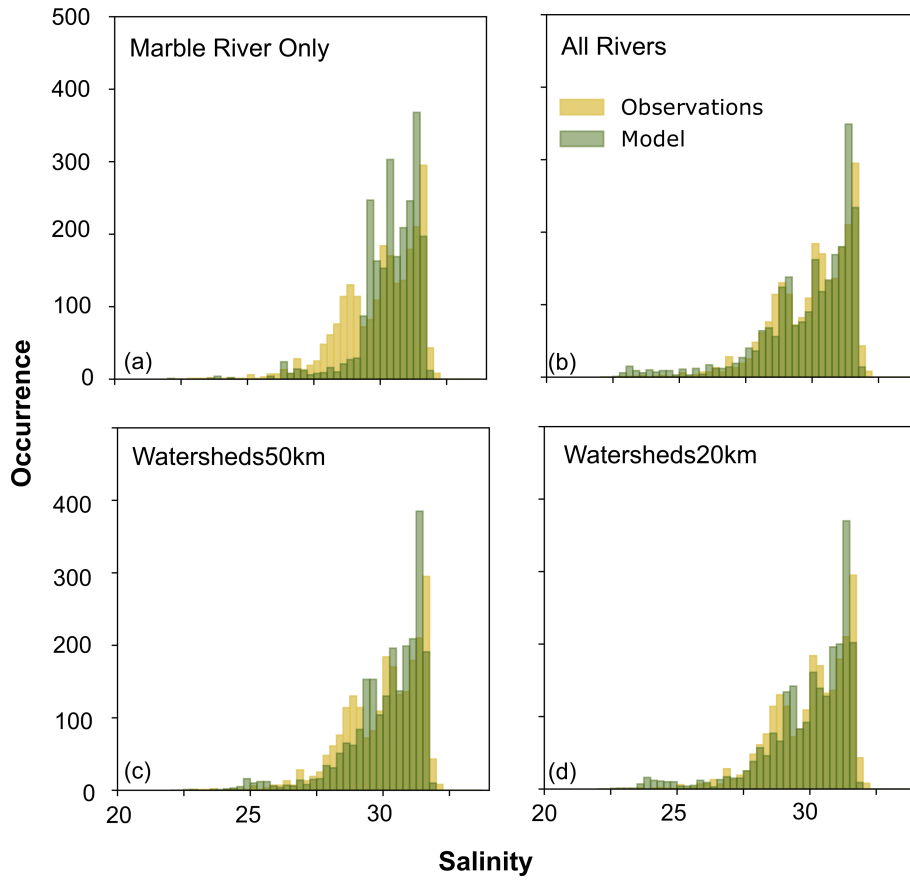 500
Marble River Only
All Rivers
400
Observations
Model
300
200
100
(a)
(b)
0
Occurrence
Watersheds50km
Watersheds20km
400
300
200
100
(c)
(d)
0
20
25
30
20
25
30
Salinity